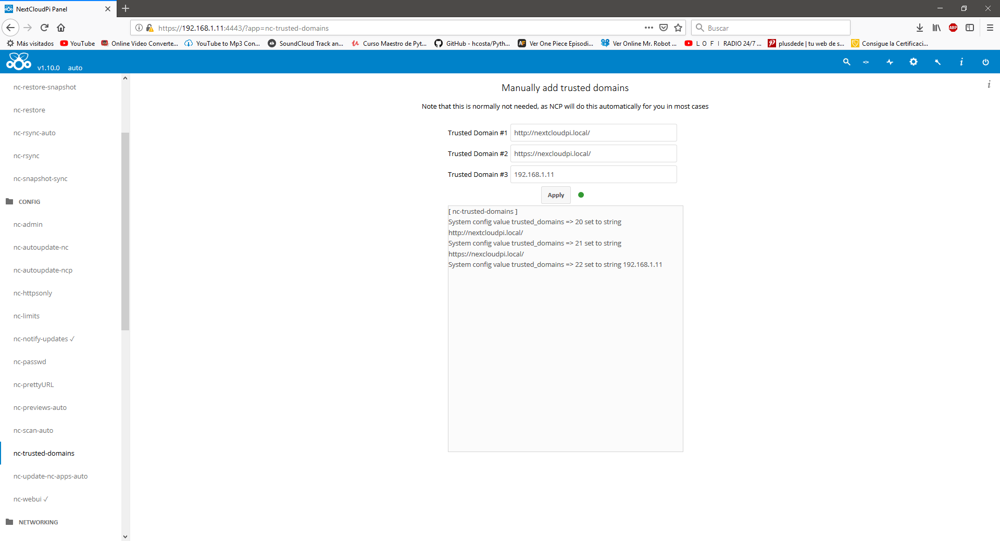 NextCloudPi Panel
https://192.168.1.11:4443/?app=nc-trusted-domains
Buscar
Más visitados
YouTube
Online Video Converte...
YouTube to Mp3 Con...
SoundCloud Track an...
Curso Maestro de Pyt...
GitHub - hcosta/Pyth...
Ver One Piece Episodi...
Ver Online Mr. Robot ...
L O F I RADIO 24/7 ...
plusdede | tu web de s...
Consigue la Certificaci...
v1.10.0 auto
nc-restore-snapshot
nc-restore
nc-rsync-auto
nc-rsync
nc-snapshot-sync
CONFIG
nc-admin
nc-autoupdate-nc
nc-autoupdate-ncp
nc-httpsonly
nc-limits
nc-notify-updates ✓
nc-passwd
nc-prettyURL
nc-previews-auto
nc-scan-auto
nc-trusted-domains
nc-update-nc-apps-auto
nc-webui ✓
NETWORKING
Manually add trusted domains
Note that this is normally not needed, as NCP will do this automatically for you in most cases
Trusted Domain #1 http://nextcloudpi.local/
Trusted Domain #2 https://nexcloudpi.local/
Trusted Domain #3 192.168.1.11
Apply
[ nc-trusted-domains ]
System config value trusted_domains => 20 set to string
http://nextcloudpi.local/
System config value trusted_domains => 21 set to string
https://nexcloudpi.local/
System config value trusted_domains => 22 set to string 192.168.1.11